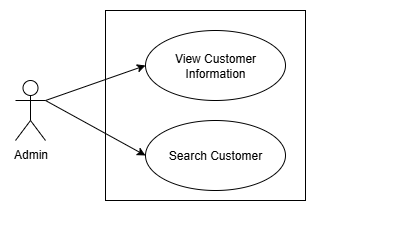 View Customer
Information
Search Customer
Admin